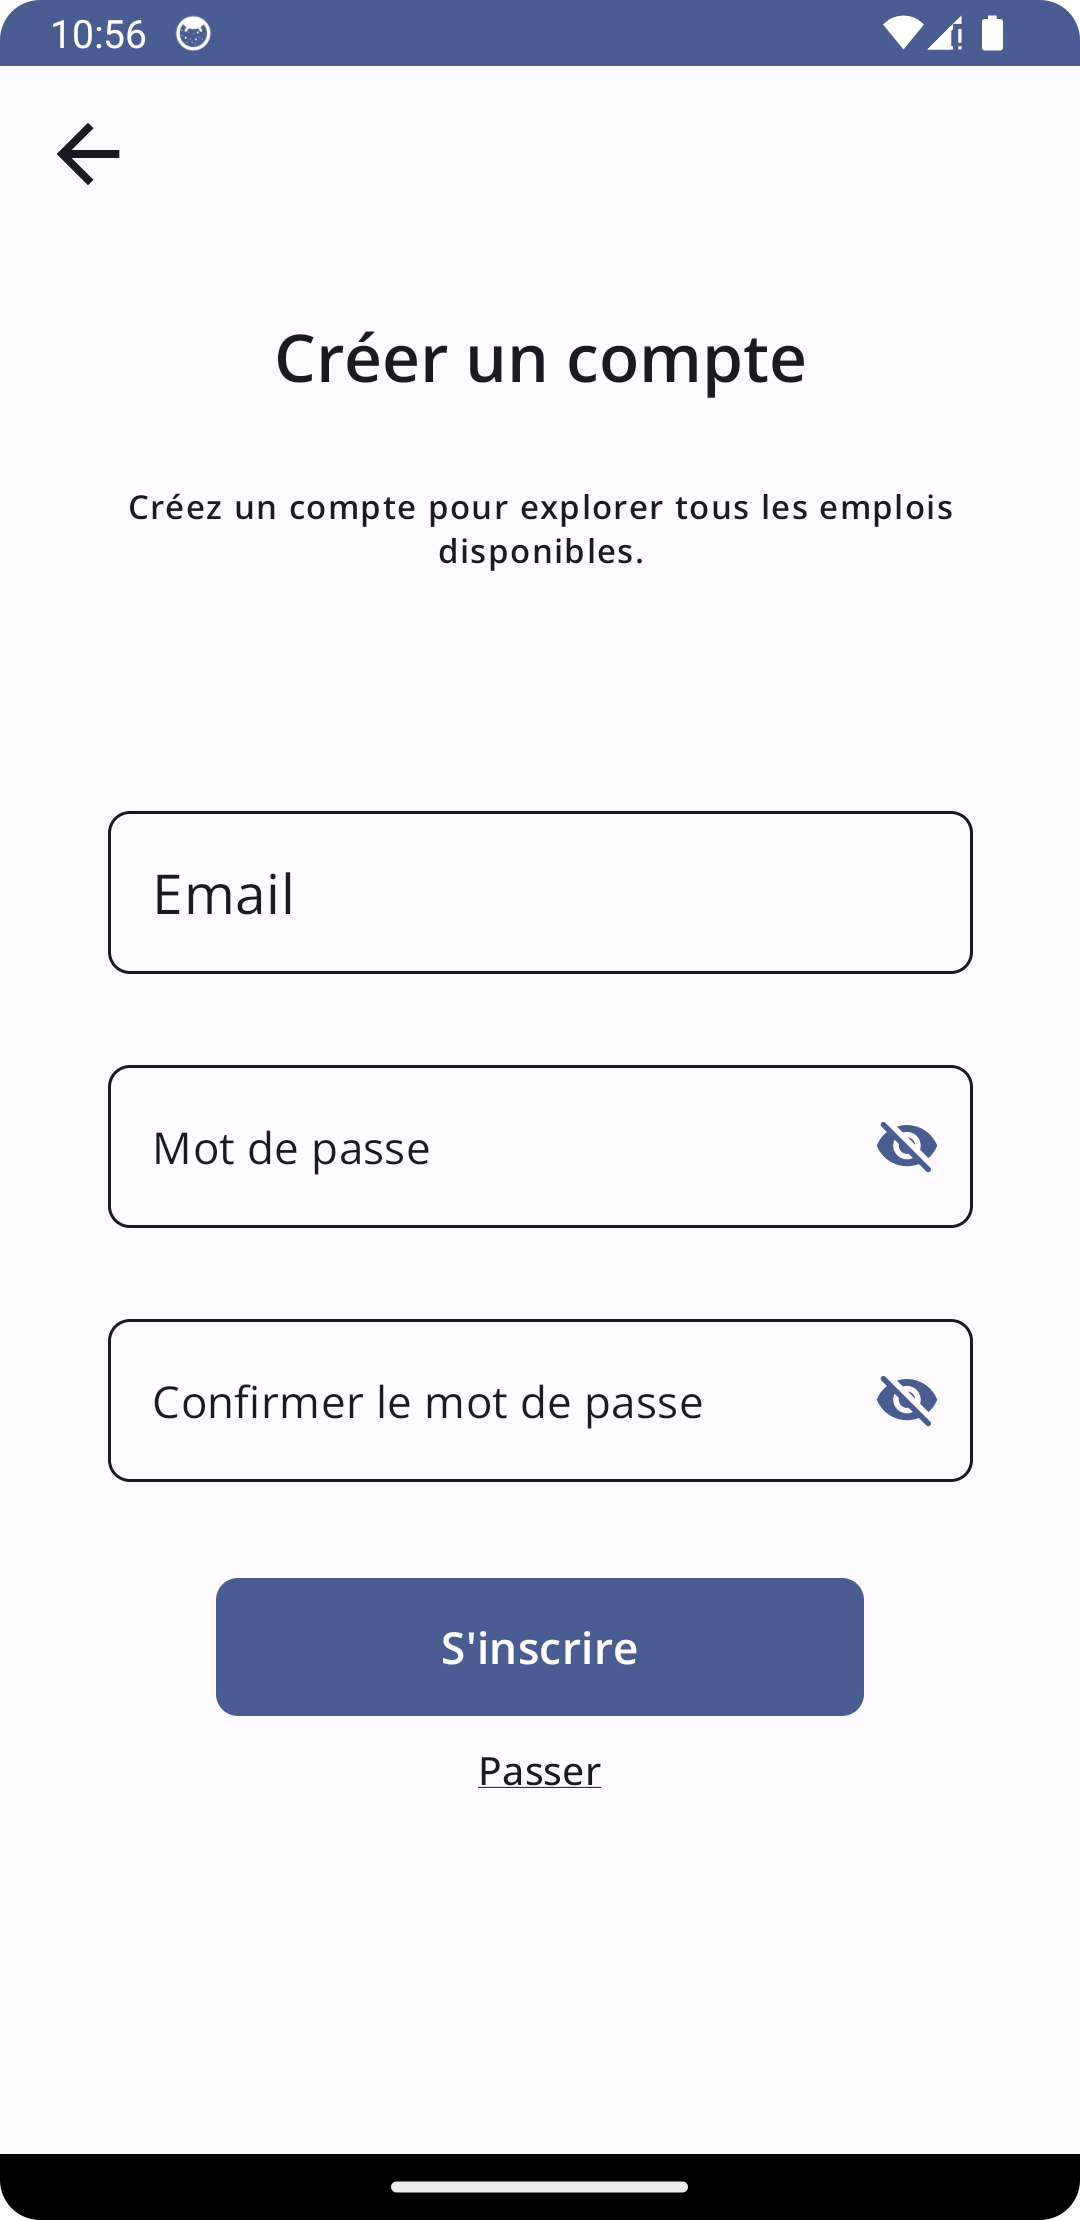 10:56
Créer un compte
Créez un compte pour explorer tous les emplois
disponibles.
Email
Mot de passe
Confirmer le mot de passe
S'inscrire
Passer